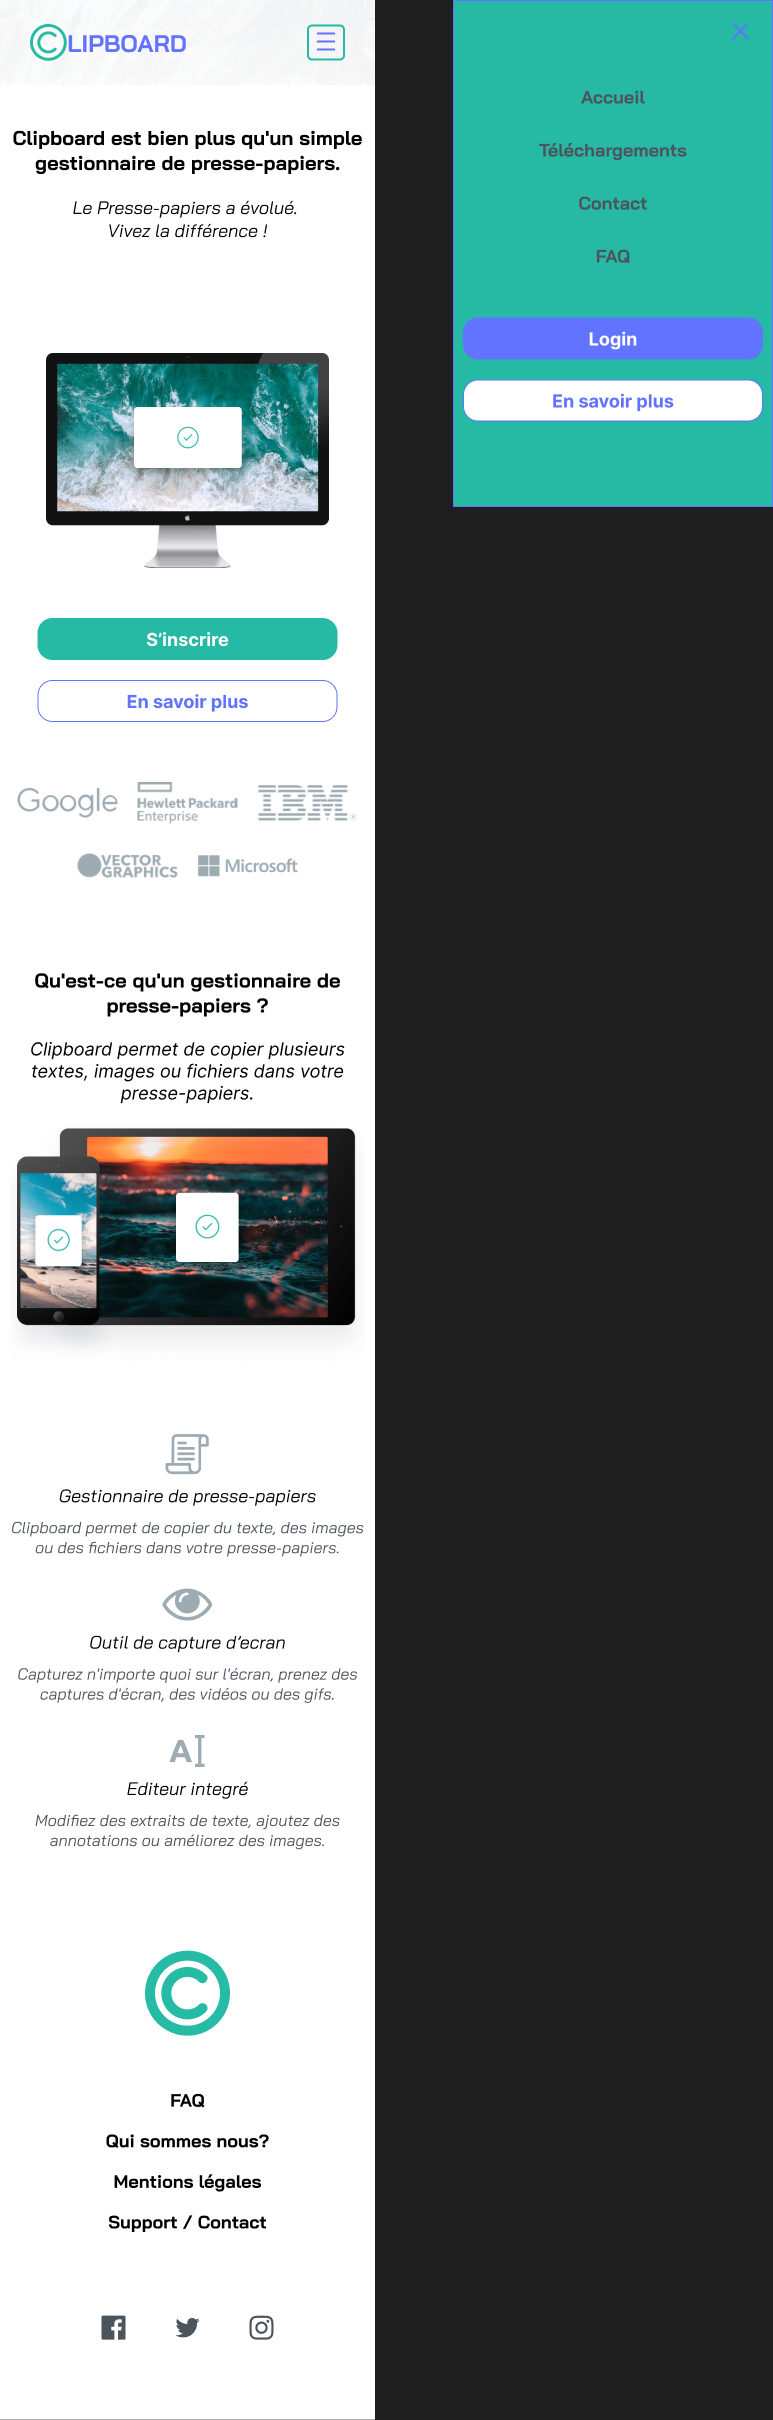 CLIPBOARD
Clipboard est bien plus qu'un simple
gestionnaire de presse-papiers.
Le Presse-papiers a évolué.
Vivez la différence !
S'inscrire
En savoir plus
Google
Hewlett Packard
Enterprise
IBM®
VECTOR
GRAPHICS
Microsoft
Qu'est-ce qu'un gestionnaire de
presse-papiers ?
Clipboard permet de copier plusieurs
textes, images ou fichiers dans votre
presse-papiers.
Gestionnaire de presse-papiers
Clipboard permet de copier du texte, des images
ou des fichiers dans votre presse-papiers.
Outil de capture d’ecran
Capturez n'importe quoi sur l'écran, prenez des
captures d'écran, des vidéos ou des gifs.
A
Editeur integré
Modifiez des extraits de texte, ajoutez des
annotations ou améliorez des images.
C
FAQ
Qui sommes nous?
Mentions légales
Support / Contact
Accueil
Téléchargements
Contact
FAQ
Login
En savoir plus